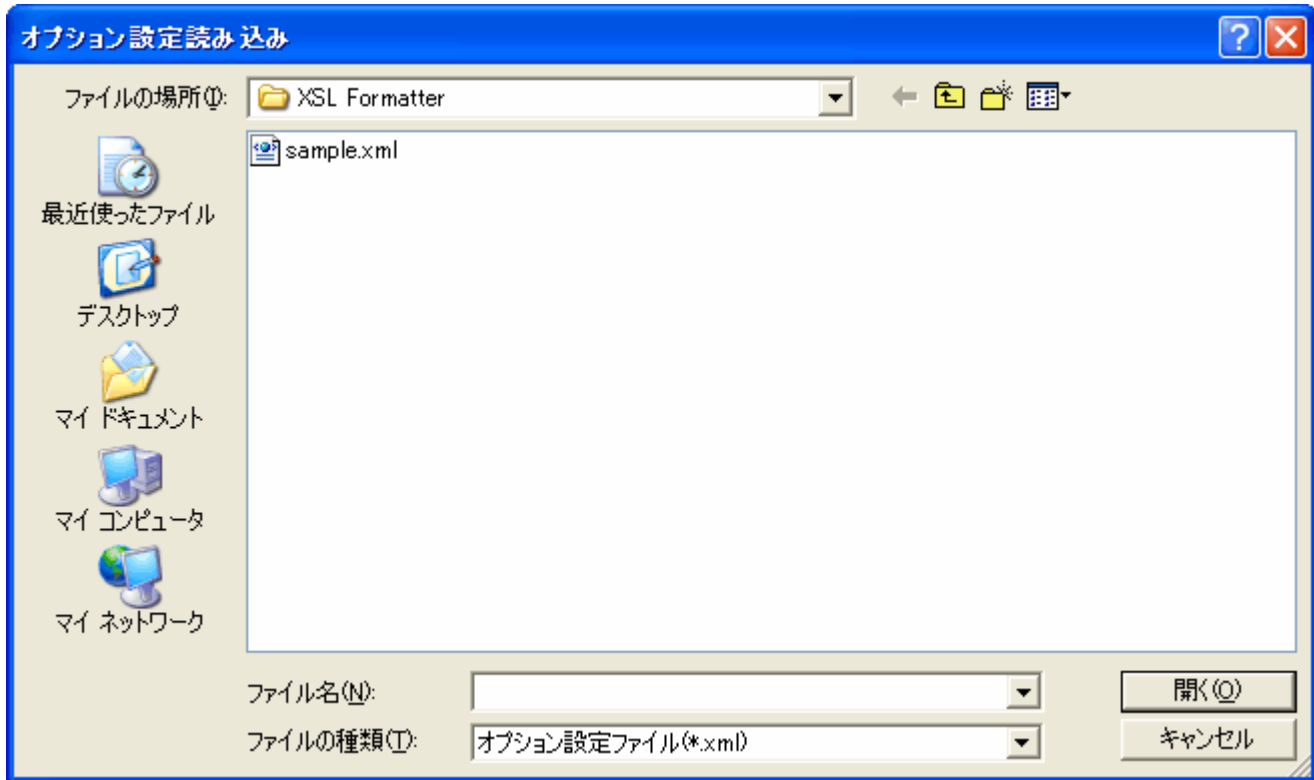 オプション設定読み込み
ファイルの場所(I):
XSL Formatter
sample.xml
最近使ったファイル
デスクトップ
マイ ドキュメント
マイ コンピュータ
マイ ネットワーク
ファイル名(N):
開く(O)
ファイルの種類(T):
オプション設定ファイル(*.xml)
キャンセル